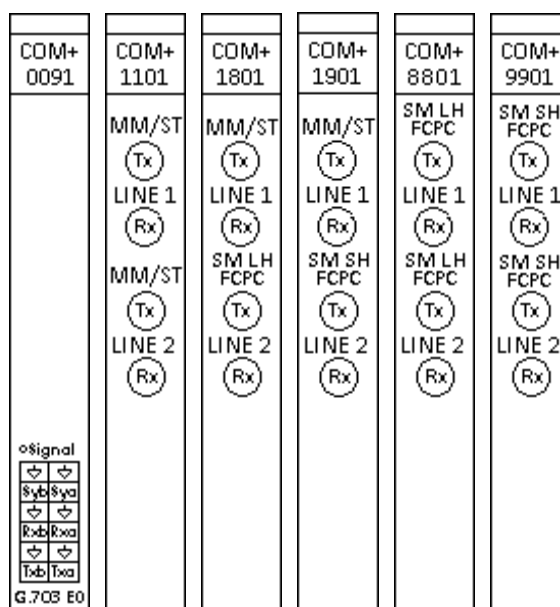 COM+
0091
°Signal
Syb Sya
Rxb Rxa
Txb Txa
G.703 E0
COM+
1101
MM/ST
Tx
LINE 1
Rx
MM/ST
Tx
LINE 2
Rx
COM+
1801
MM/ST
Tx
LINE 1
Rx
SM LH
FCPC
Tx
LINE 2
Rx
COM+
1901
MM/ST
Tx
LINE 1
Rx
SM SH
FCPC
Tx
LINE 2
Rx
COM+
8801
SM LH
FCPC
Tx
LINE 1
Rx
SM LH
FCPC
Tx
LINE 2
Rx
COM+
9901
SM SH
FCPC
Tx
LINE 1
Rx
SM SH
FCPC
Tx
LINE 2
Rx